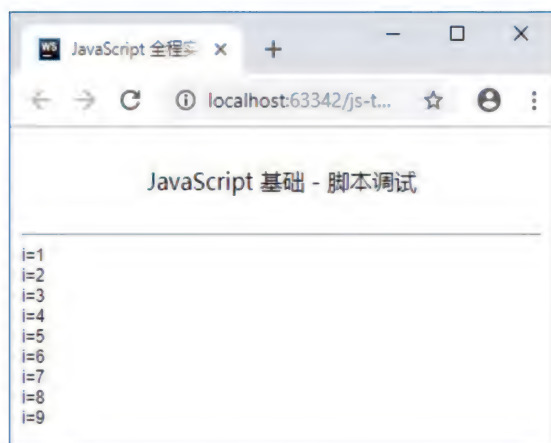 WS JavaScript 全程实
localhost:63342/js-t...
JavaScript 基础 - 脚本调试
i=1
i=2
i=3
i=4
i=5
i=6
i=7
i=8
i=9